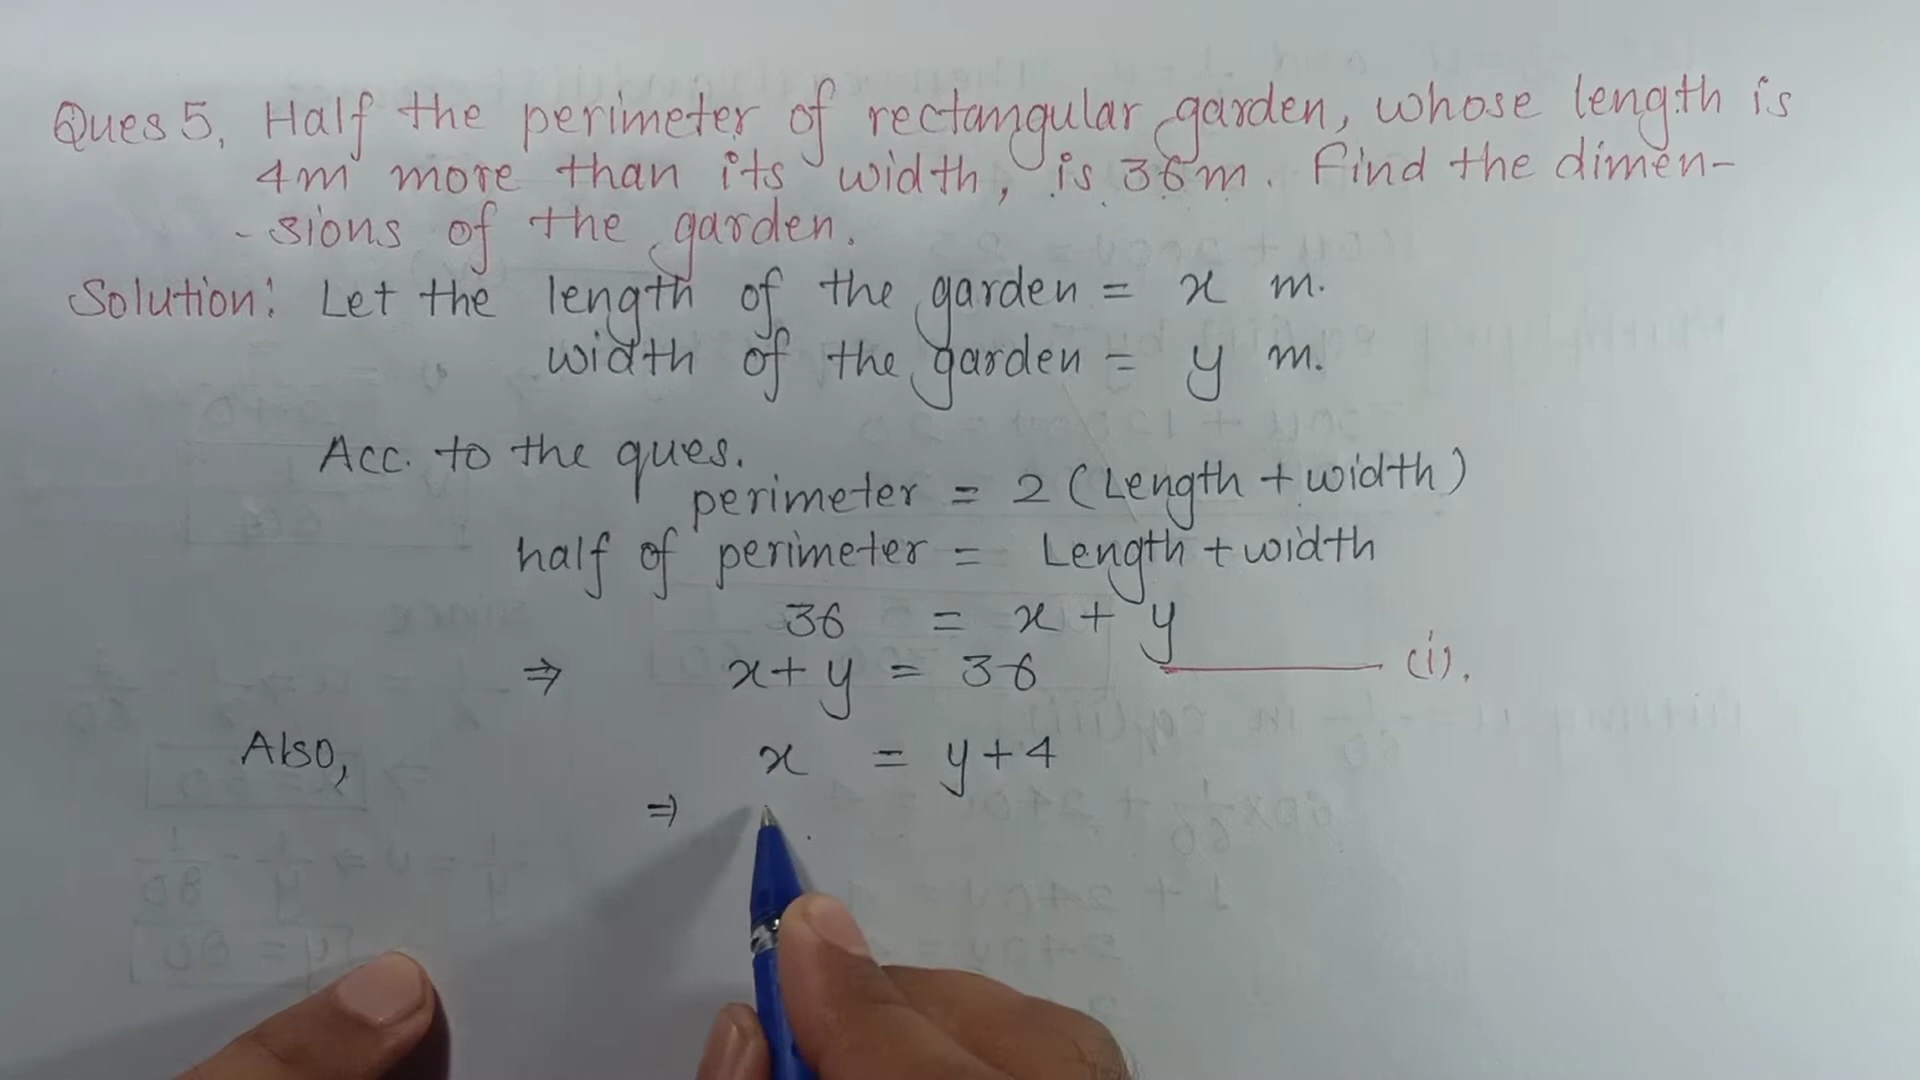 Ques 5. Half the perimeter of rectangular garden, whose length is
4m more than its width, is 36m. Find the dimen-
-sions of the garden.
Solution: Let the length of the garden = x m.
width of the garden = y m.
Acc. to the ques.
perimeter = 2 (Length + width)
half of perimeter = Length + width
36 = x + y
⇒ x + y = 36 (i).
Also, x = y + 4
⇒